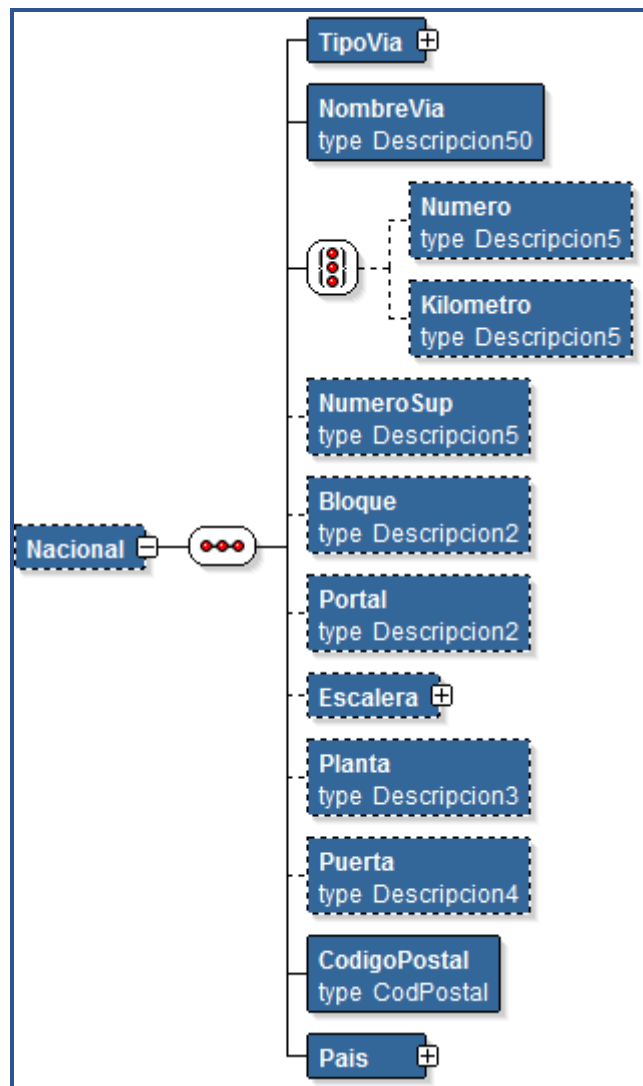 TipoVia
NombreVia
type Descripcion50
Numero
type Descripcion5
Kilometro
type Descripcion5
NumeroSup
type Descripcion5
Bloque
type Descripcion2
Nacional
Portal
type Descripcion2
Escalera
Planta
type Descripcion3
Puerta
type Descripcion4
CodigoPostal
type CodPostal
Pais